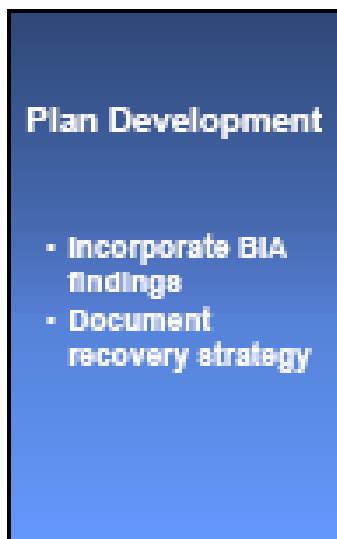 Plan Development
• Incorporate BIA
findings
• Document
recovery strategy